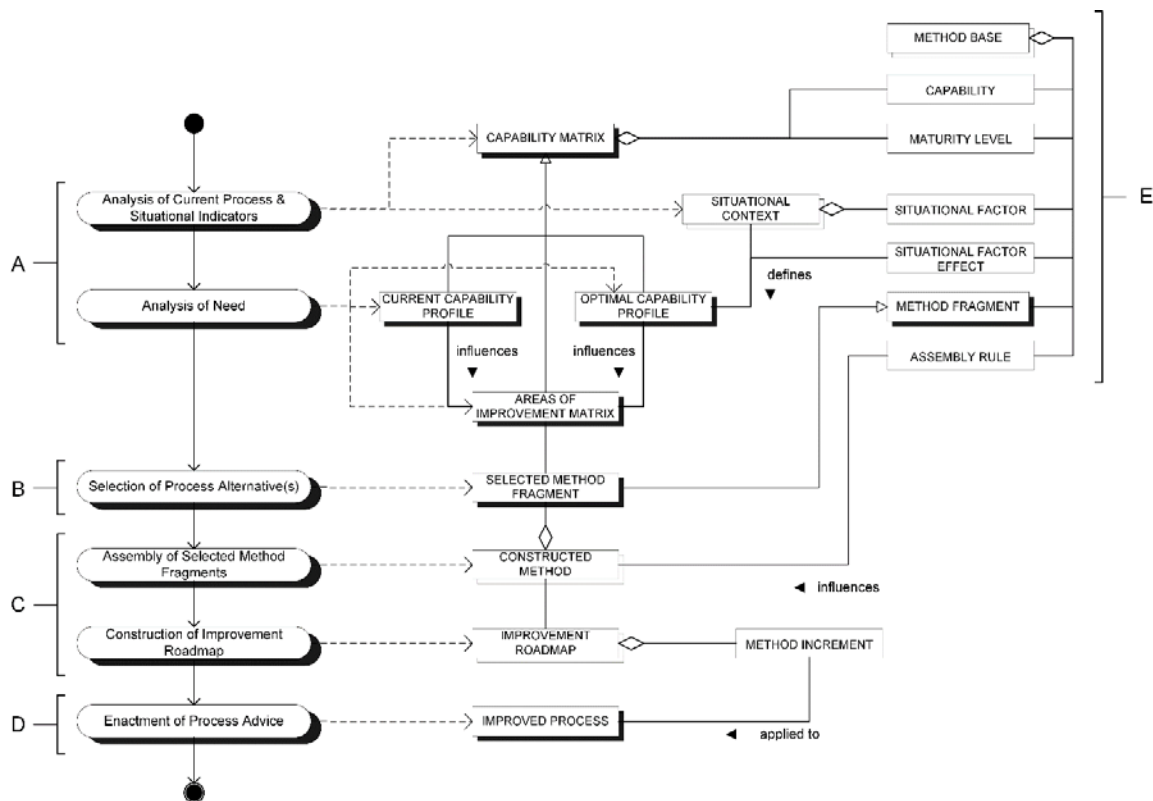 METHOD BASE
CAPABILITY
CAPABILITY MATRIX
MATURITY LEVEL
E
A
Analysis of Current Process &
Situational Indicators
SITUATIONAL
CONTEXT
SITUATIONAL FACTOR
SITUATIONAL FACTOR
EFFECT
defines
Analysis of Need
CURRENT CAPABILITY
PROFILE
OPTIMAL CAPABILITY
PROFILE
METHOD FRAGMENT
influences
influences
ASSEMBLY RULE
AREAS OF
IMPROVEMENT MATRIX
B
Selection of Process Alternative(s)
SELECTED METHOD
FRAGMENT
C
Assembly of Selected Method
Fragments
CONSTRUCTED
METHOD
influences
Construction of Improvement
Roadmap
IMPROVEMENT
ROADMAP
METHOD INCREMENT
D
Enactment of Process Advice
IMPROVED PROCESS
applied to